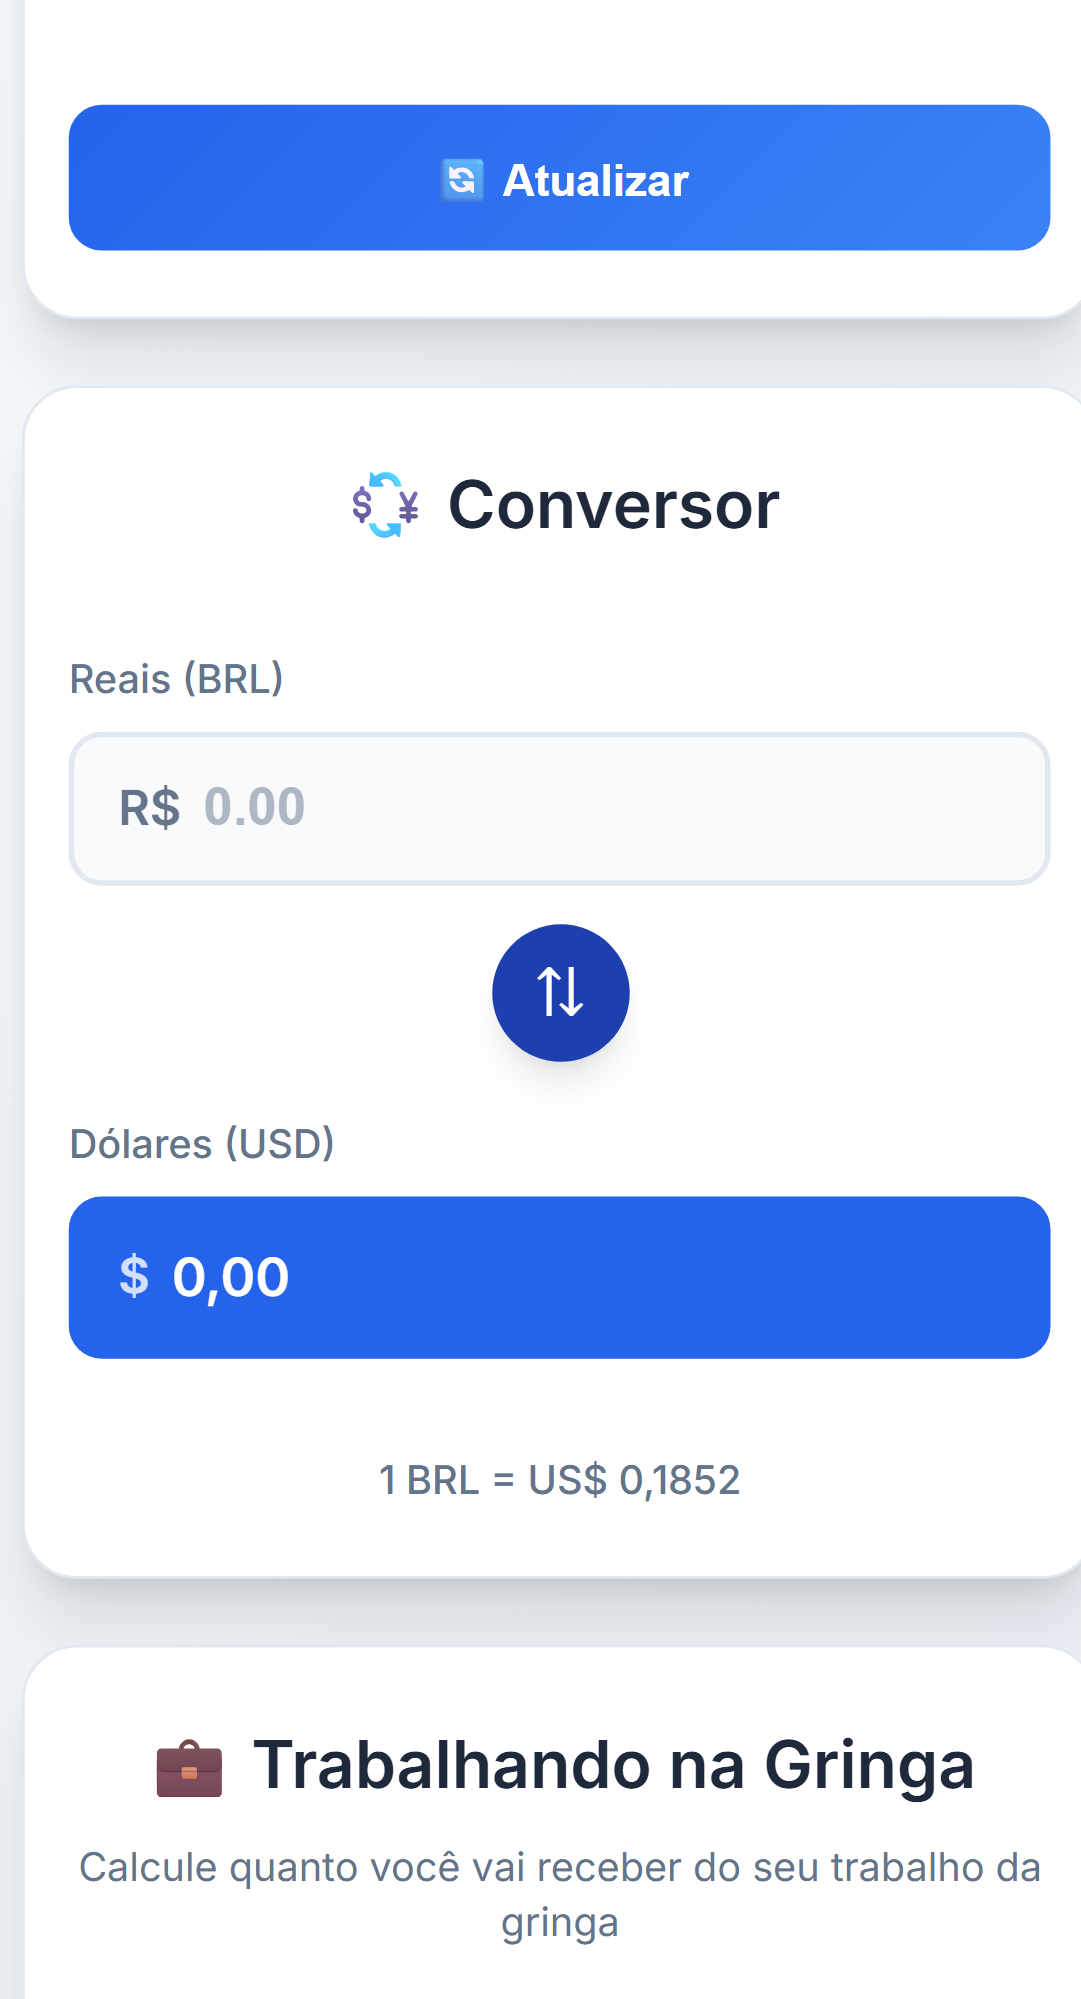 Atualizar
Conversor
Reais (BRL)
R$ 0.00
Dólares (USD)
$ 0,00
1 BRL = US$ 0,1852
Trabalhando na Gringa
Calcule quanto você vai receber do seu trabalho da
gringa